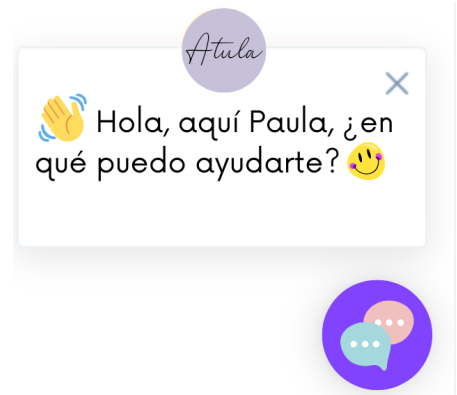 Atula
👋 Hola, aquí Paula, ¿en
qué puedo ayudarte? 😊